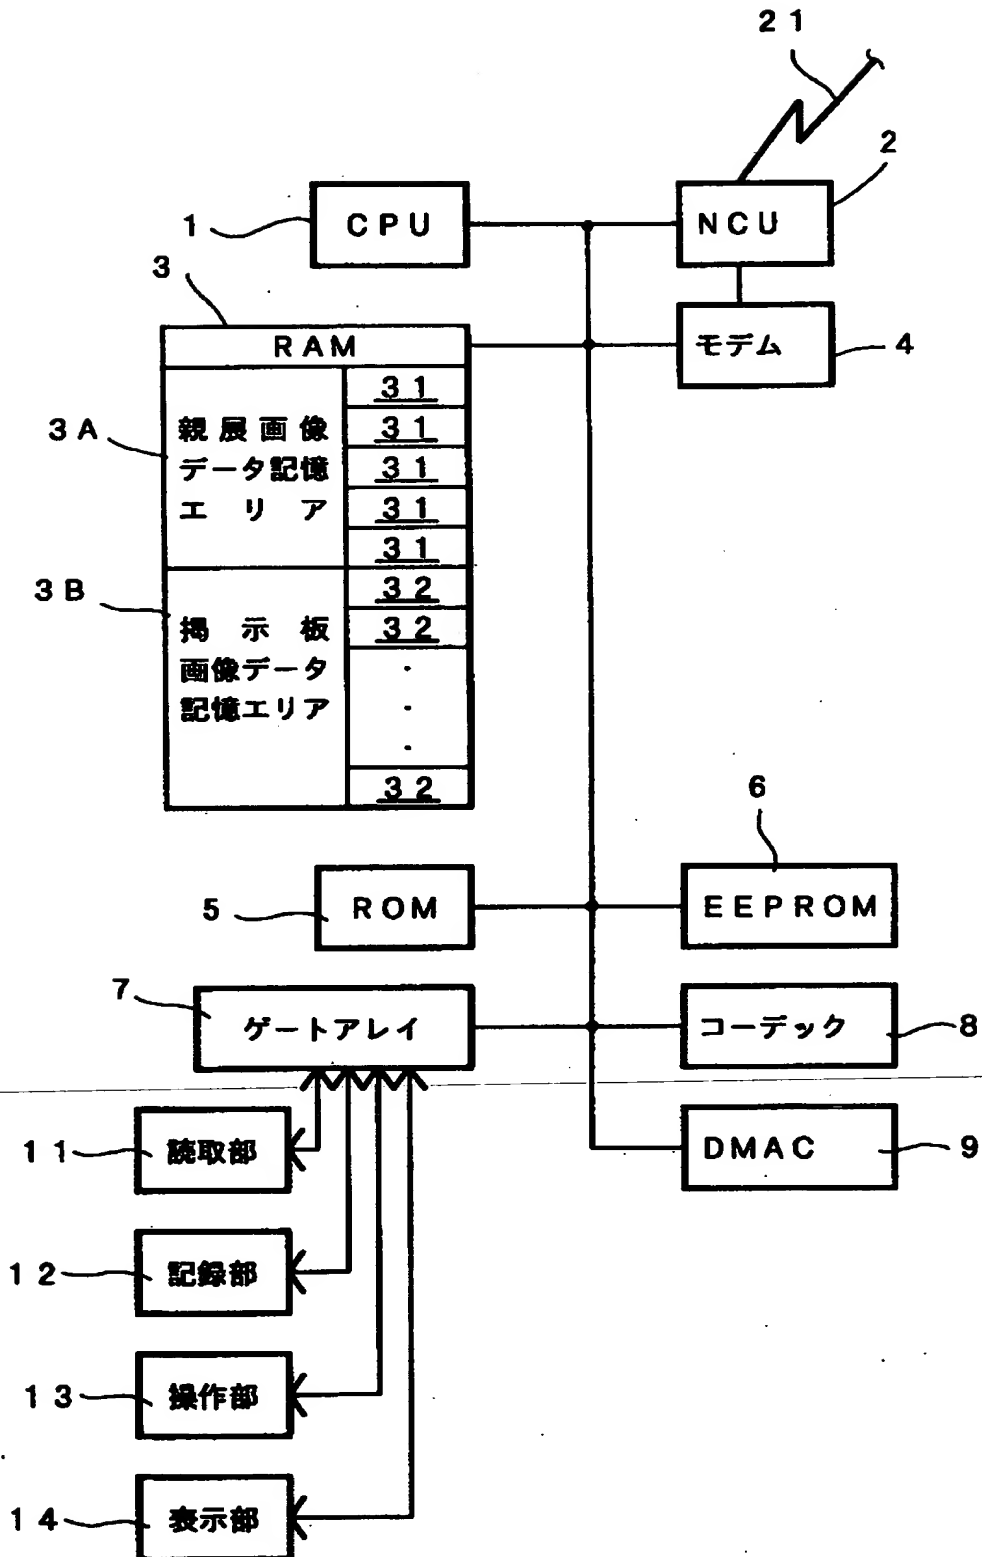 21
2
1
CPU
NCU
3
RAM
モデム
4
3A
親展画像
データ記憶
エリア
31
31
31
31
31
3B
掲示板
画像データ
記憶エリア
32
32
32
6
5
ROM
EEPROM
7
ゲートアレイ
コーデック
8
11
読取部
DMAC
9
12
記録部
13
操作部
14
表示部